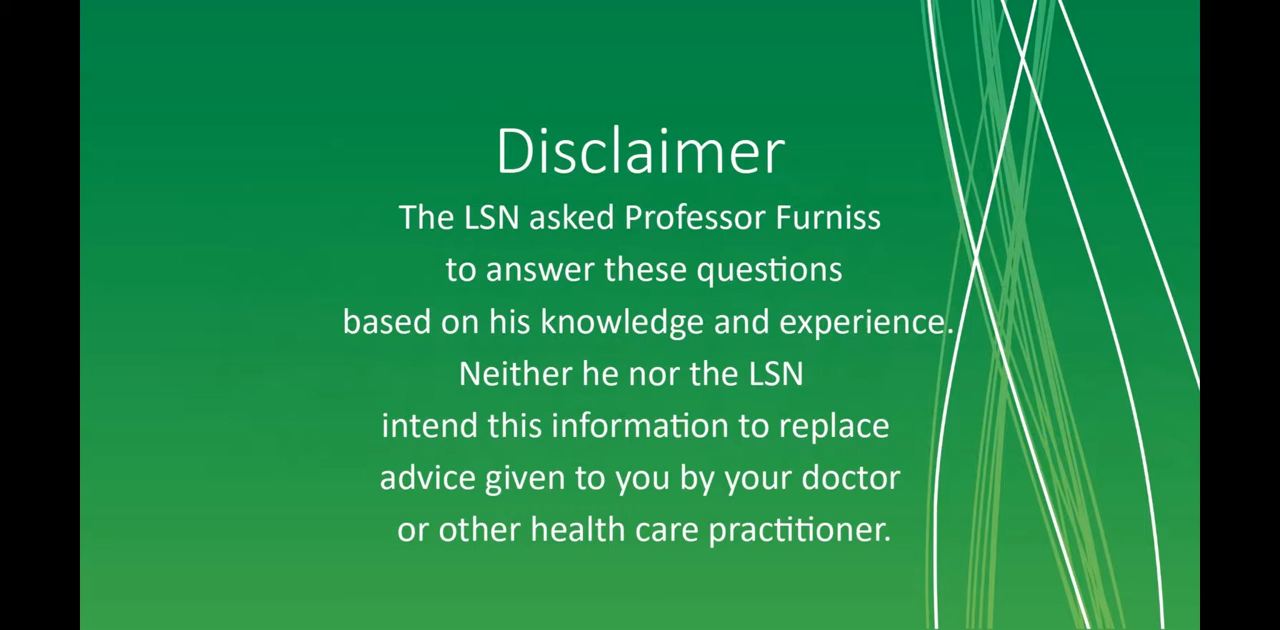 Disclaimer
The LSN asked Professor Furniss
to answer these questions
based on his knowledge and experience.
Neither he nor the LSN
intend this information to replace
advice given to you by your doctor
or other health care practitioner.